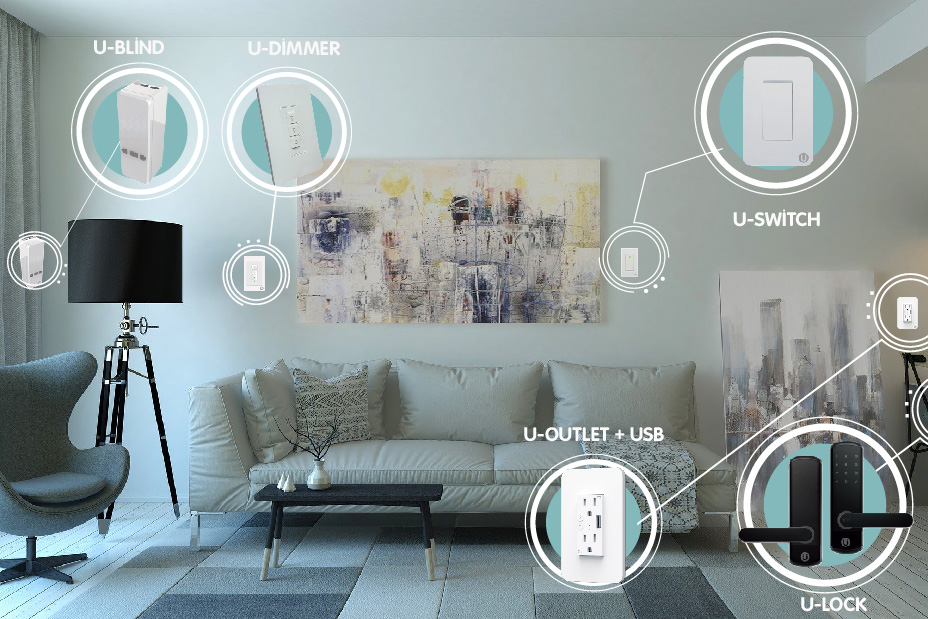 U-BLİND
U-DİMMER
U-SWİTCH
U-OUTLET + USB
U-LOCK